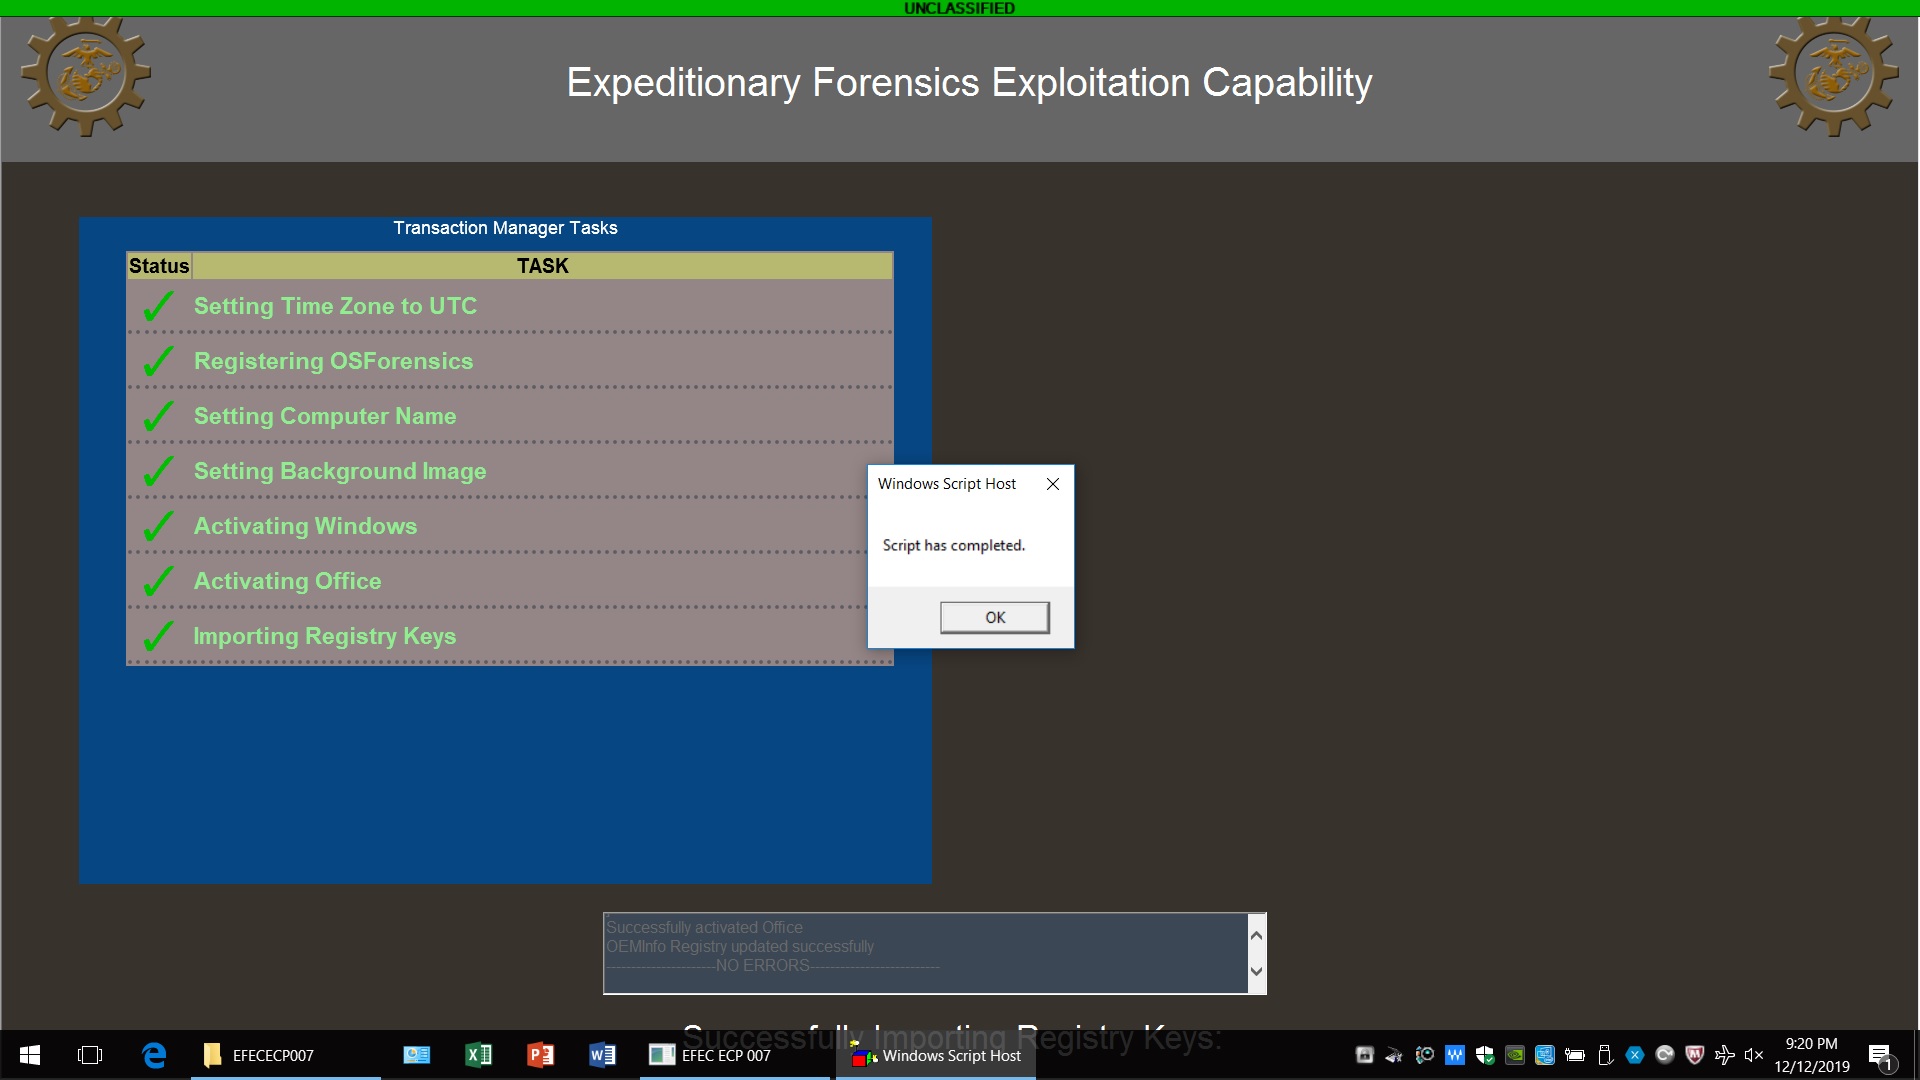 UNCLASSIFIED
Expeditionary Forensics Exploitation Capability
Transaction Manager Tasks
Status TASK
Setting Time Zone to UTC
Registering OSForensics
Setting Computer Name
Setting Background Image
Activating Windows
Activating Office
Importing Registry Keys
Windows Script Host
Script has completed.
OK
Successfully activated Office
OEMInfo Registry updated successfully
-----------------------NO ERRORS---------------------------
Successfully Importing Registry Keys:
EFECECP007
EFEC ECP 007
Windows Script Host
9:20 PM
12/12/2019
1